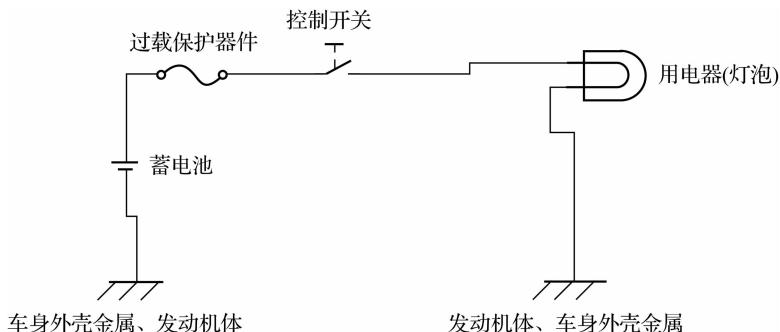 控制开关
过载保护器件
用电器(灯泡)
蓄电池
车身外壳金属、发动机体
发动机体、车身外壳金属